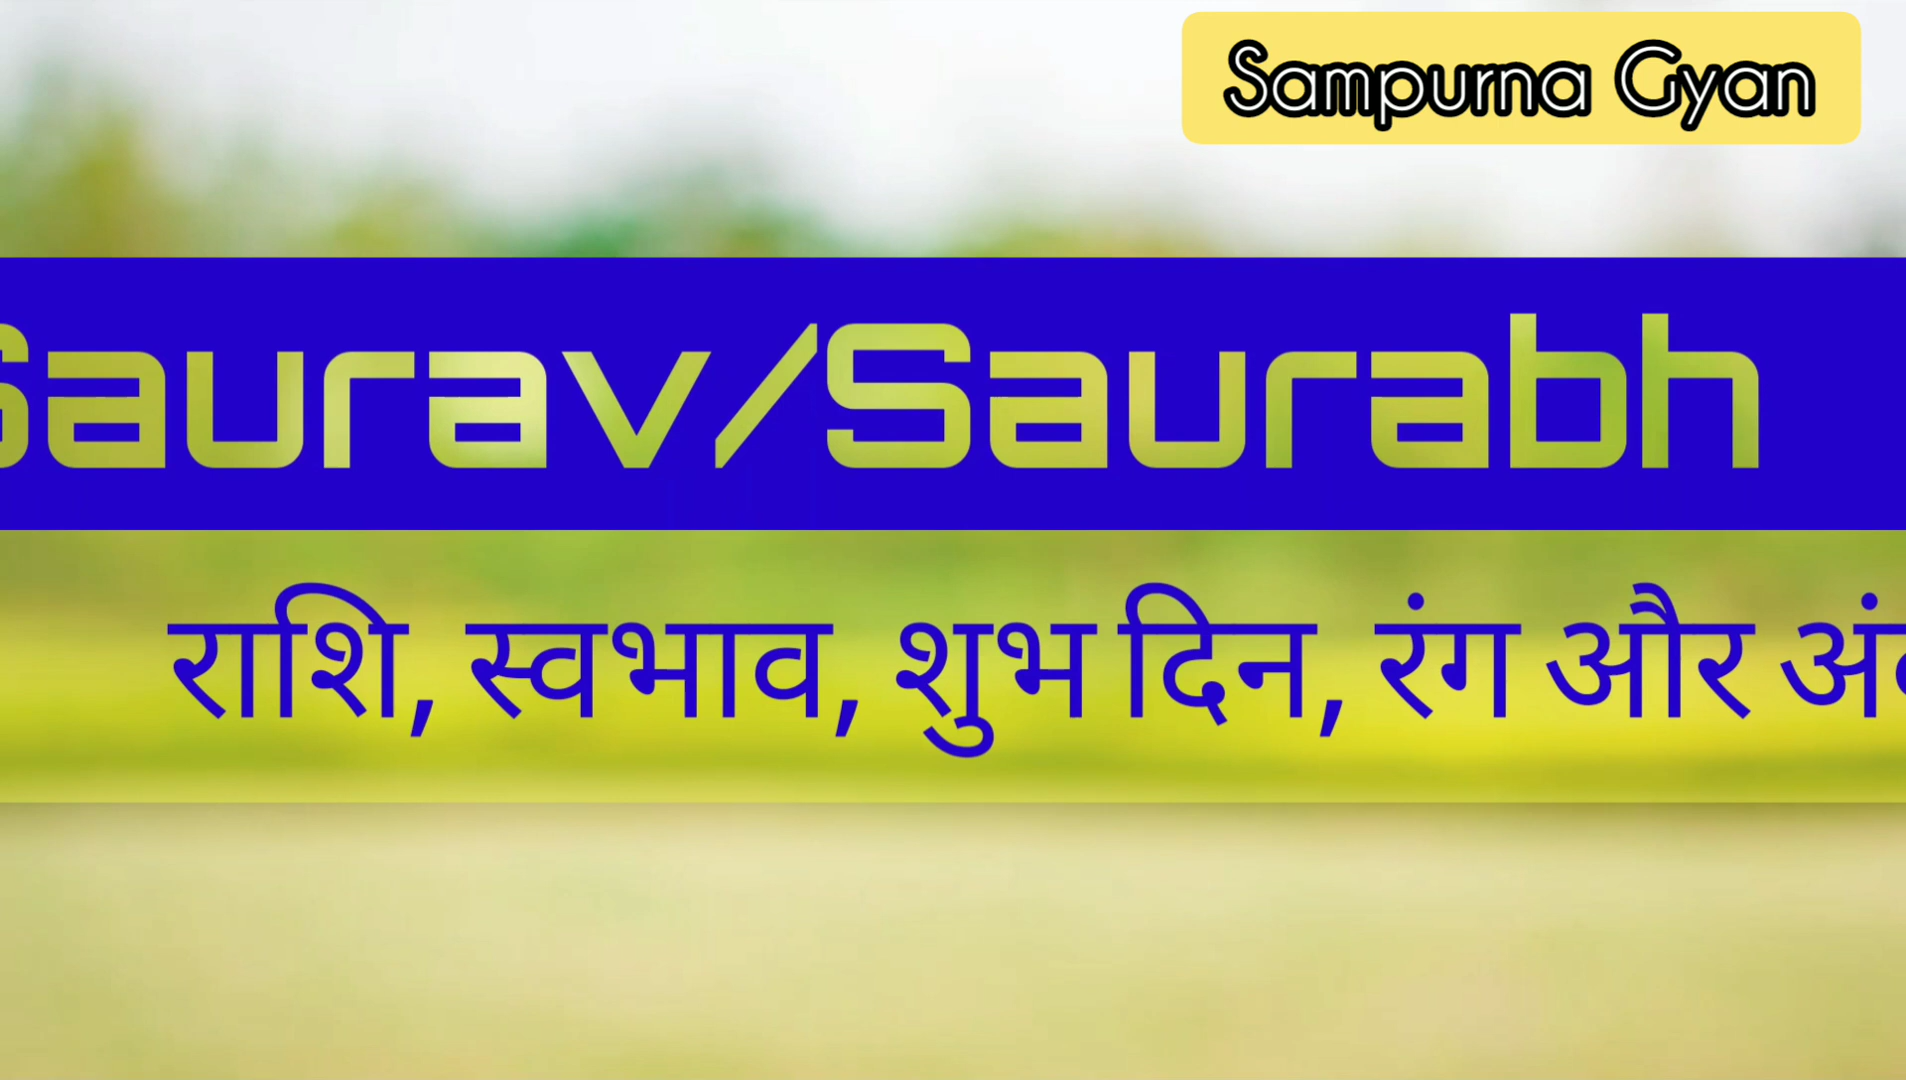 Sampurna Gyan
Saurav/Saurabh
राशि, स्वभाव, शुभ दिन, रंग और